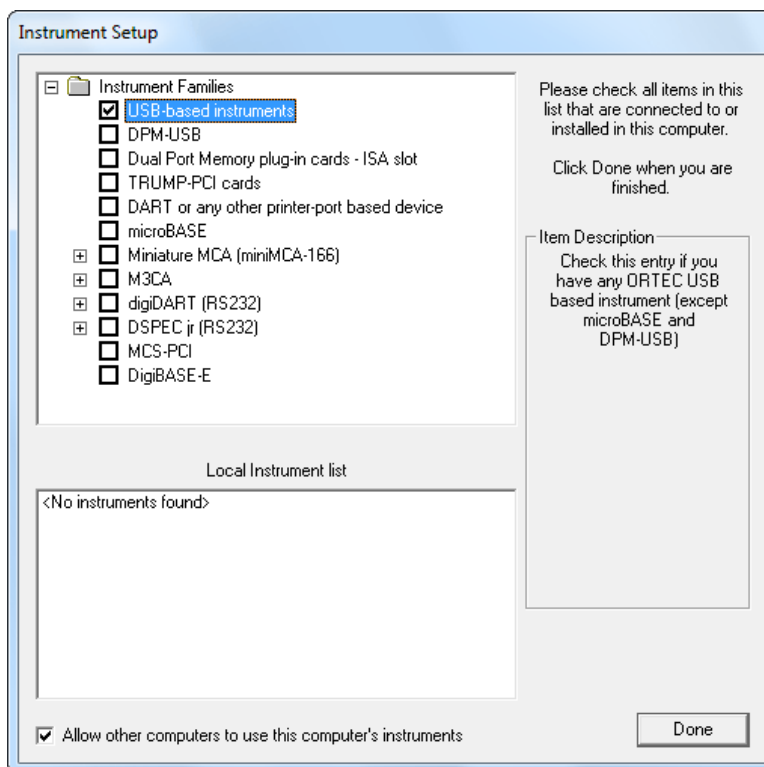 Instrument Setup
Instrument Families
USB-based instruments
DPM-USB
Dual Port Memory plug-in cards - ISA slot
TRUMP-PCI cards
DART or any other printer-port based device
microBASE
Miniature MCA (miniMCA-166)
M3CA
digiDART (RS232)
DSPEC jr (RS232)
MCS-PCI
DigiBASE-E
Please check all items in this
list that are connected to or
installed in this computer.
Click Done when you are
finished.
Item Description
Check this entry if you
have any ORTEC USB
based instrument (except
microBASE and
DPM-USB)
Local Instrument list
<No instruments found>
Allow other computers to use this computer's instruments
Done